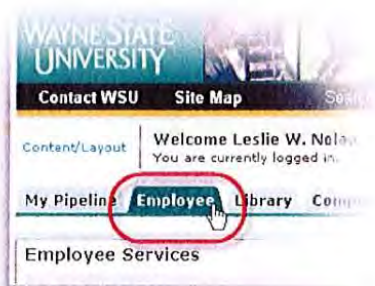 WAYNE STATE
UNIVERSITY
Contact WSU Site Map
Content/Layout
Welcome Leslie W.
You are currently logged in.
My Pipeline Employee Library
Employee Services